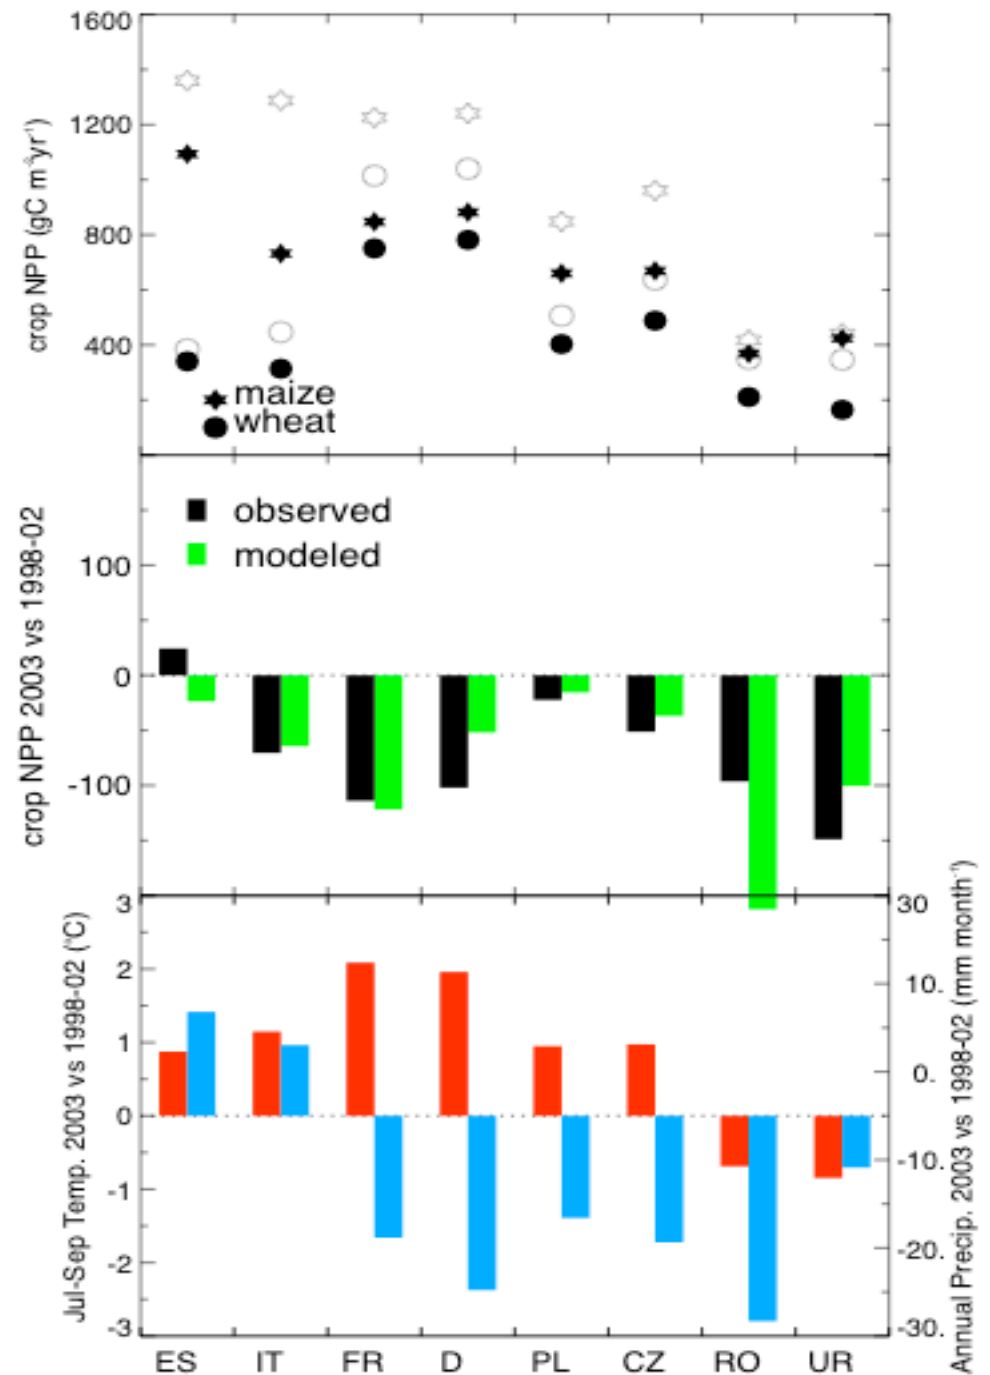 1600
1200
800
400
crop NPP (gC m⁻²yr⁻¹)
maize
wheat
observed
modeled
100
0
-100
crop NPP 2003 vs 1998-02
3
2
1
0
-1
-2
-3
Jul-Sep Temp. 2003 vs 1998-02 (°C)
30
10.
0.
-10.
-20.
-30.
Annual Precip. 2003 vs 1998-02 (mm month⁻¹)
ES IT FR D PL CZ RO UR